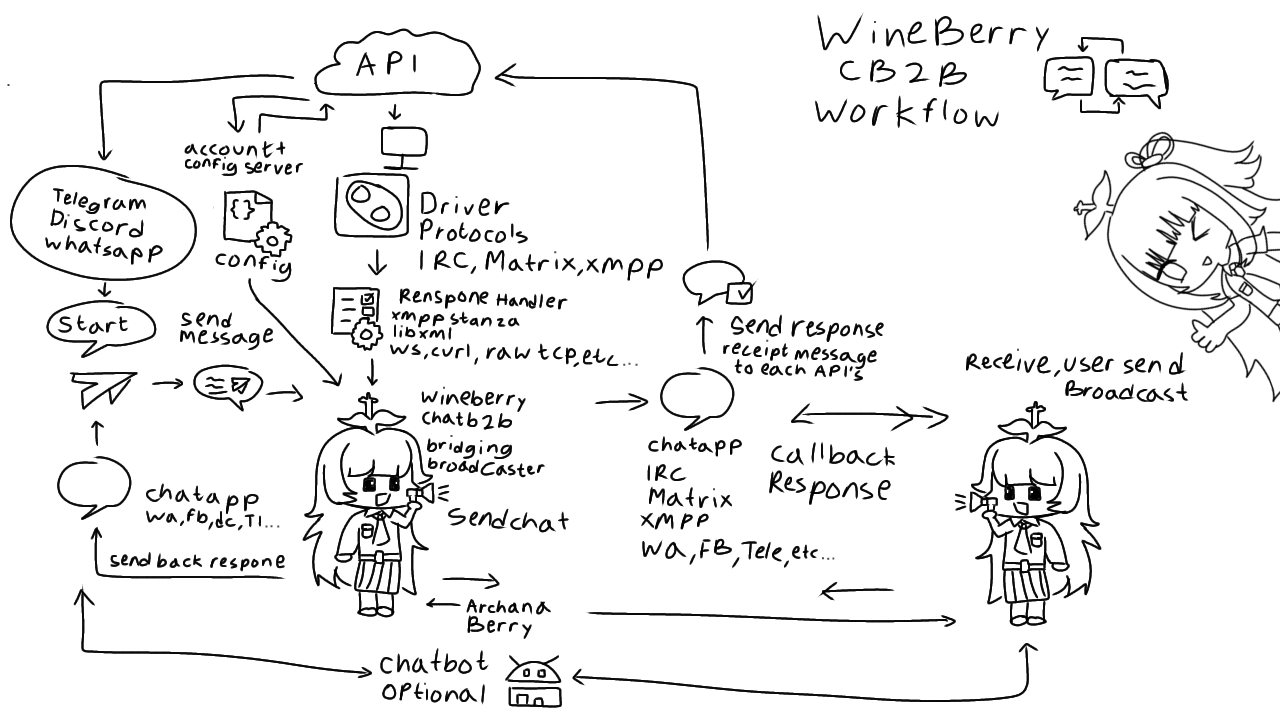 WineBerry
CB2B
Workflow
API
account+
config server
{}
config
Telegram
Discord
whatsapp
Start
send
message
Driver
Protocols
IRC, Matrix, xmpp
Renspone Handler
xmpp stanza
libxml
ws, curl, raw tcp, etc...
wineberry
chatb2b
bridging
broadCaster
Sendchat
chatapp
wa, fb, dc, Tl...
send back respone
Archana
Berry
chatbot
OPtional
Send response
receipt message
to each API's
chatapp
IRC
Matrix
XMPP
wa, FB, Tele, etc...
Callback
Response
Receive, user send
Broadcast